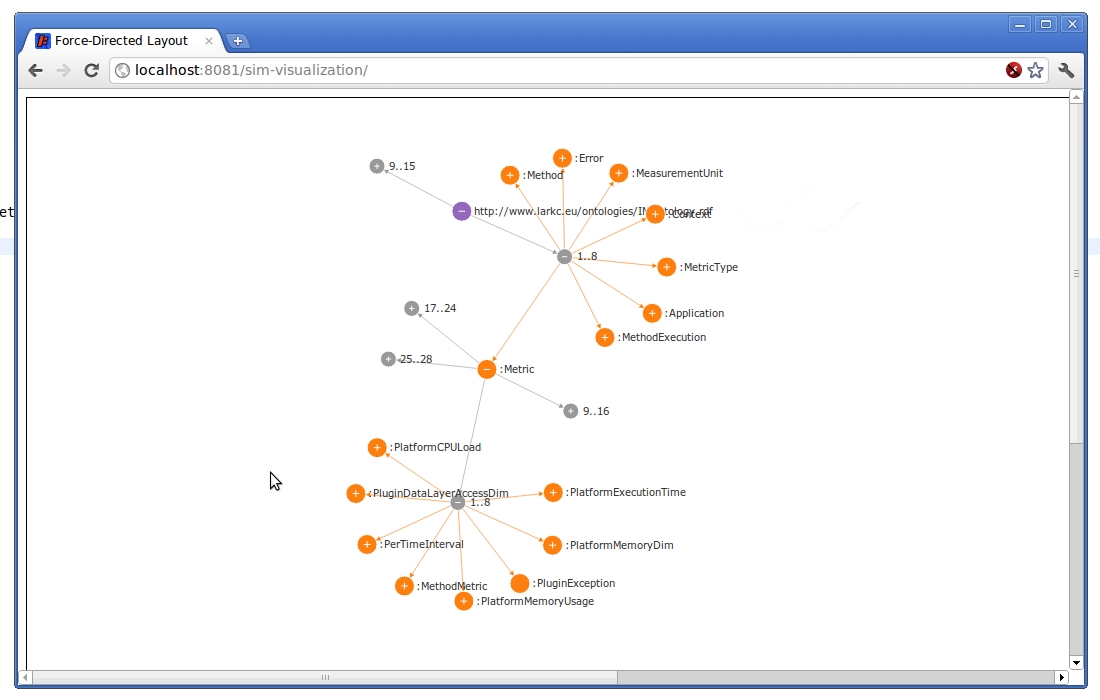 Force-Directed Layout
localhost:8081/sim-visualization/
et
:Error
9..15
:Method
:MeasurementUnit
http://www.larkc.eu/ontologies/
:Context
1..8
:MetricType
17..24
:Application
:MethodExecution
25..28
:Metric
9..16
:PlatformCPULoad
:PluginDataLayerAccessDim
:PlatformExecutionTime
1..8
:PerTimeInterval
:PlatformMemoryDim
:MethodMetric
:PluginException
:PlatformMemoryUsage